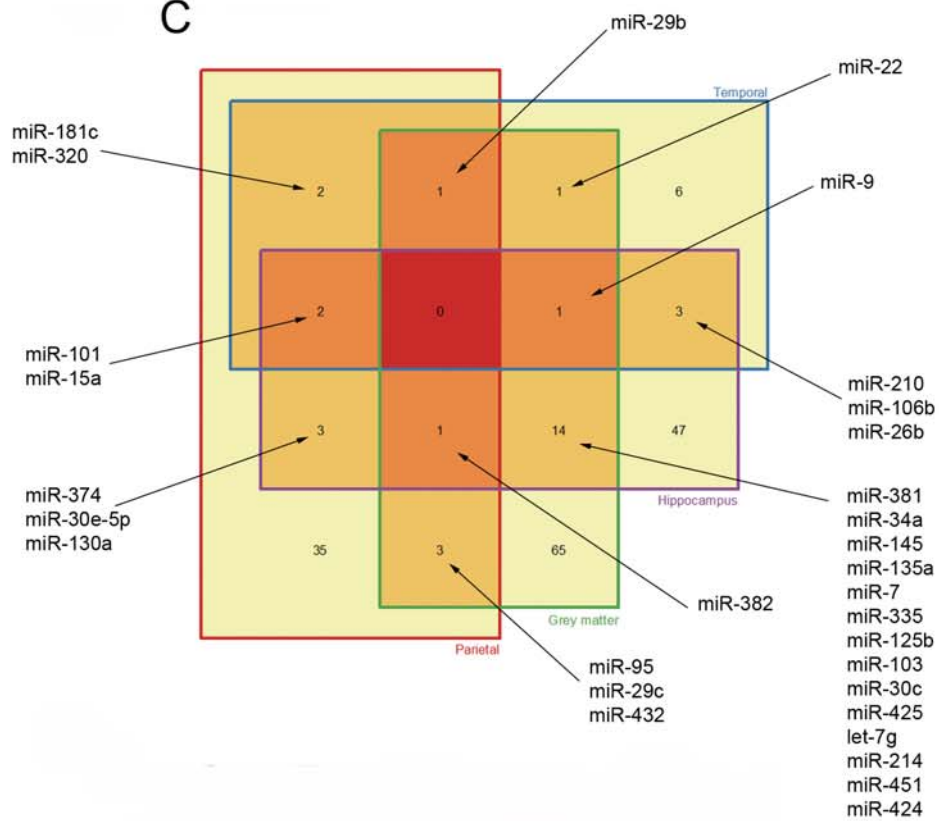 C
miR-29b
miR-22
Temporal
miR-181c
miR-320
2
1
1
6
miR-9
2
0
1
3
miR-101
miR-15a
miR-210
miR-106b
miR-26b
3
1
14
47
miR-374
miR-30e-5p
miR-130a
Hippocampus
miR-381
miR-34a
miR-145
miR-135a
miR-7
miR-335
miR-125b
miR-103
miR-30c
miR-425
let-7g
miR-214
miR-451
miR-424
35
3
65
miR-382
Grey matter
Parietal
miR-95
miR-29c
miR-432